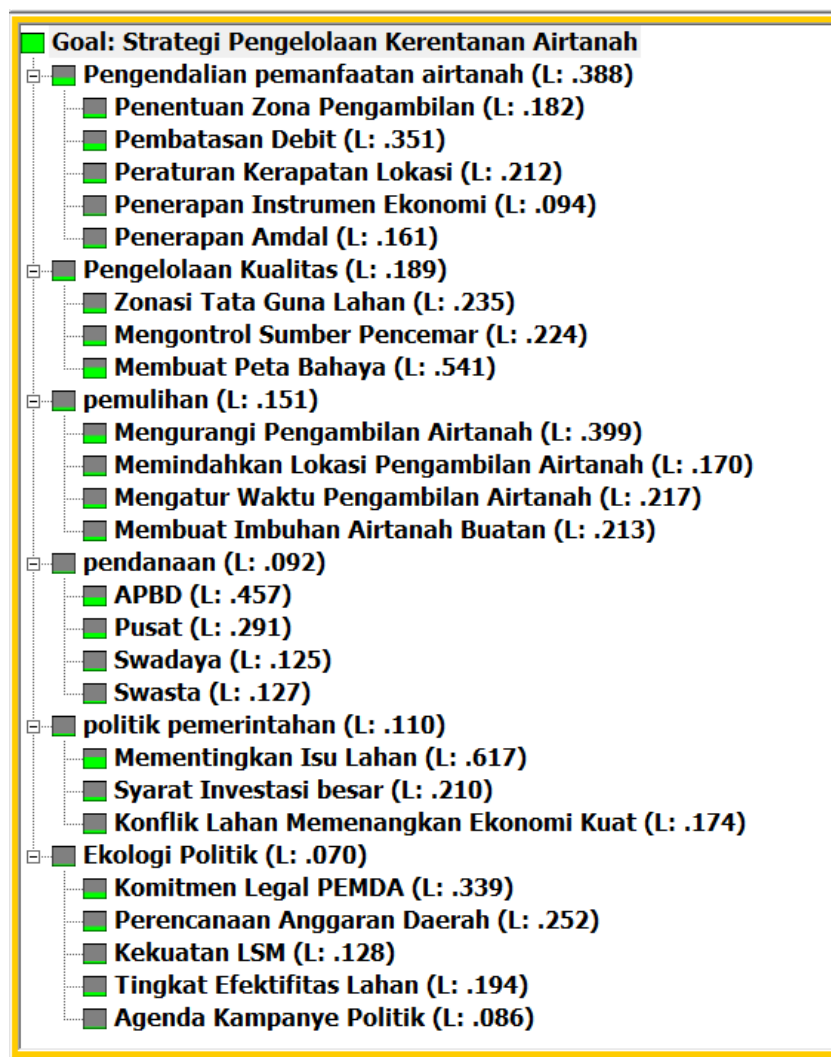 Goal: Strategi Pengelolaan Kerentanan Airtanah
Pengendalian pemanfaatan airtanah (L: .388)
Penentuan Zona Pengambilan (L: .182)
Pembatasan Debit (L: .351)
Peraturan Kerapatan Lokasi (L: .212)
Penerapan Instrumen Ekonomi (L: .094)
Penerapan Amdal (L: .161)
Pengelolaan Kualitas (L: .189)
Zonasi Tata Guna Lahan (L: .235)
Mengontrol Sumber Pencemar (L: .224)
Membuat Peta Bahaya (L: .541)
pemulihan (L: .151)
Mengurangi Pengambilan Airtanah (L: .399)
Memindahkan Lokasi Pengambilan Airtanah (L: .170)
Mengatur Waktu Pengambilan Airtanah (L: .217)
Membuat Imbuhan Airtanah Buatan (L: .213)
pendanaan (L: .092)
APBD (L: .457)
Pusat (L: .291)
Swadaya (L: .125)
Swasta (L: .127)
politik pemerintahan (L: .110)
Mementingkan Isu Lahan (L: .617)
Syarat Investasi besar (L: .210)
Konflik Lahan Memenangkan Ekonomi Kuat (L: .174)
Ekologi Politik (L: .070)
Komitmen Legal PEMDA (L: .339)
Perencanaan Anggaran Daerah (L: .252)
Kekuatan LSM (L: .128)
Tingkat Efektifitas Lahan (L: .194)
Agenda Kampanye Politik (L: .086)